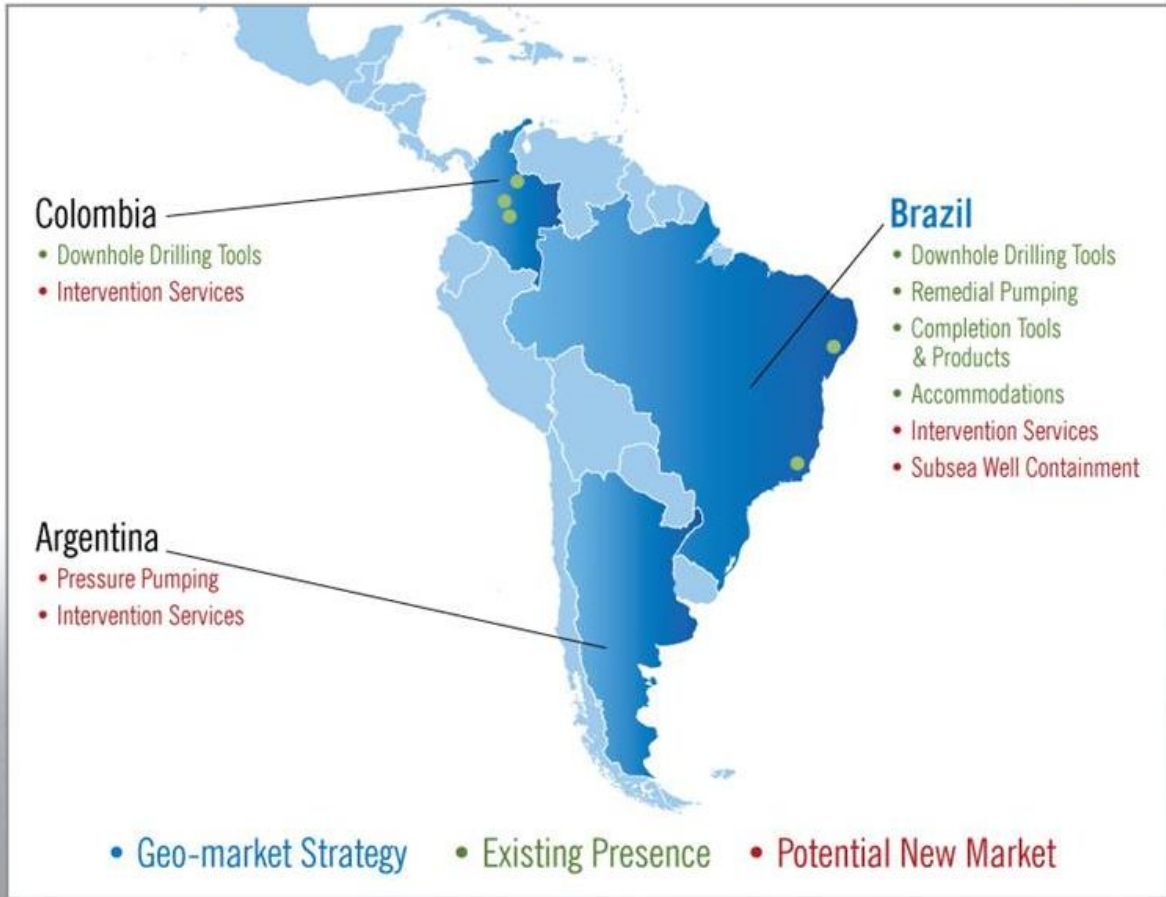 Colombia
• Downhole Drilling Tools
• Intervention Services
Brazil
• Downhole Drilling Tools
• Remedial Pumping
• Completion Tools
& Products
• Accommodations
• Intervention Services
• Subsea Well Containment
Argentina
• Pressure Pumping
• Intervention Services
• Geo-market Strategy • Existing Presence • Potential New Market